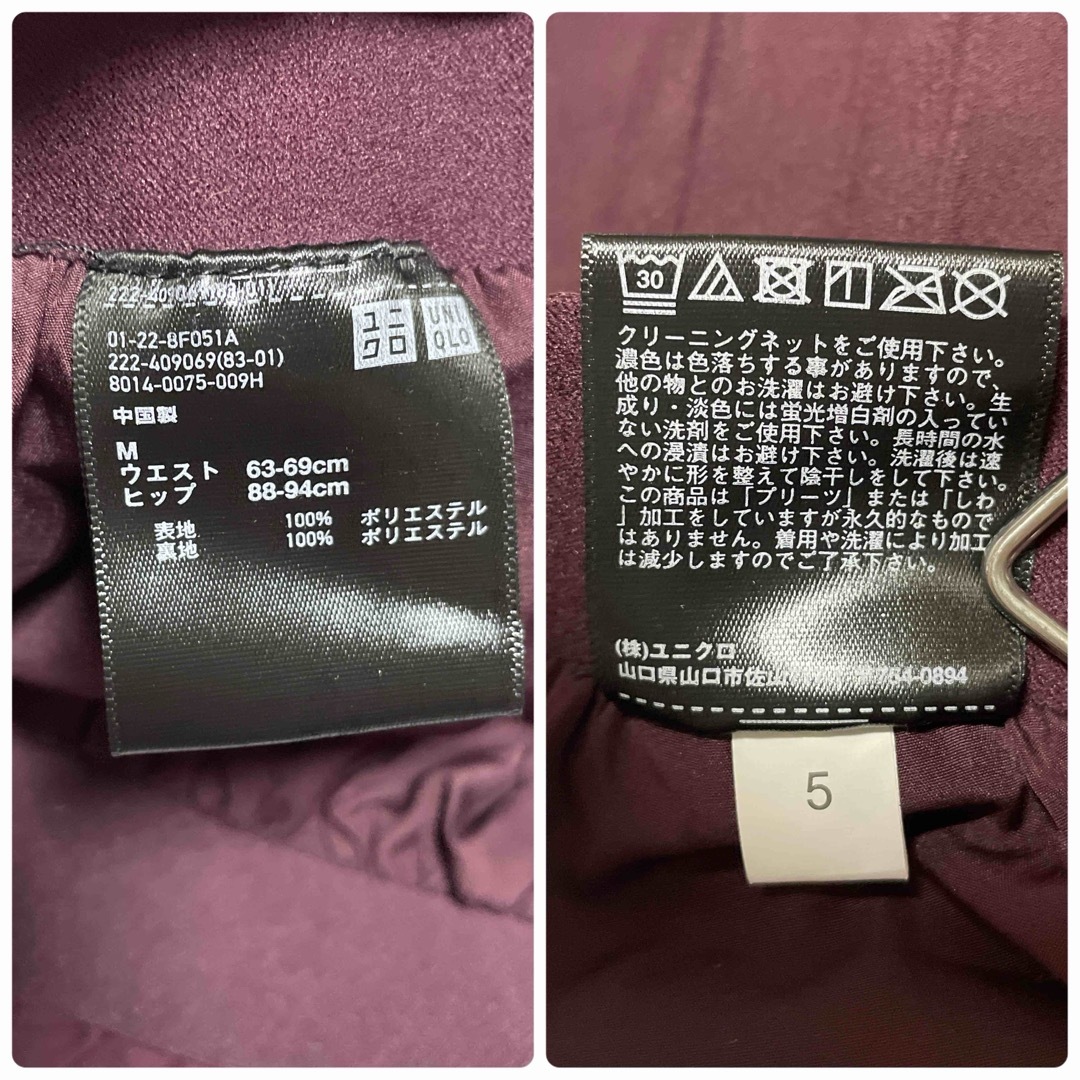 222-409069(83-01)
ユニ
クロ
UNI
QLO
01-22-8F051A
222-409069(83-01)
8014-0075-009H
中国製
M
ウエスト 63-69cm
ヒップ 88-94cm
表地 100% ポリエステル
裏地 100% ポリエステル
30
クリーニングネットをご使用下さい。
濃色は色落ちする事がありますので、
他の物とのお洗濯はお避け下さい。生
成り・淡色には蛍光増白剤の入ってい
ない洗剤をご使用下さい。長時間の水
への浸漬はお避け下さい。洗濯後は速
やかに形を整えて陰干しをして下さい。
この商品は「プリーツ」または「しわ
」加工をしていますが永久的なもので
はありません。着用や洗濯により加工
は減少しますのでご了承下さい。
(株)ユニクロ
山口県山口市佐山 754-0894
5